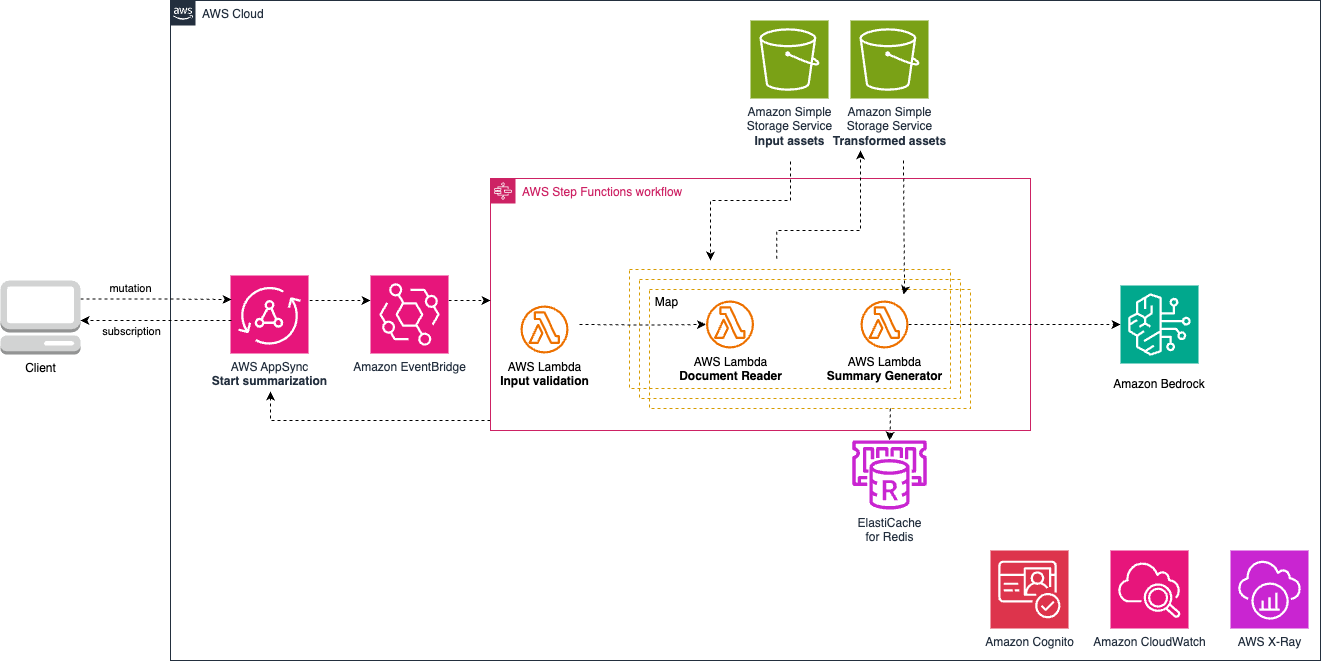 aws
AWS Cloud
Amazon Simple
Storage Service
Input assets
Amazon Simple
Storage Service
Transformed assets
AWS Step Functions workflow
mutation
subscription
Client
AWS AppSync
Start summarization
Amazon EventBridge
AWS Lambda
Input validation
Map
AWS Lambda
Document Reader
AWS Lambda
Summary Generator
Amazon Bedrock
R
ElastiCache
for Redis
Amazon Cognito
Amazon CloudWatch
AWS X-Ray